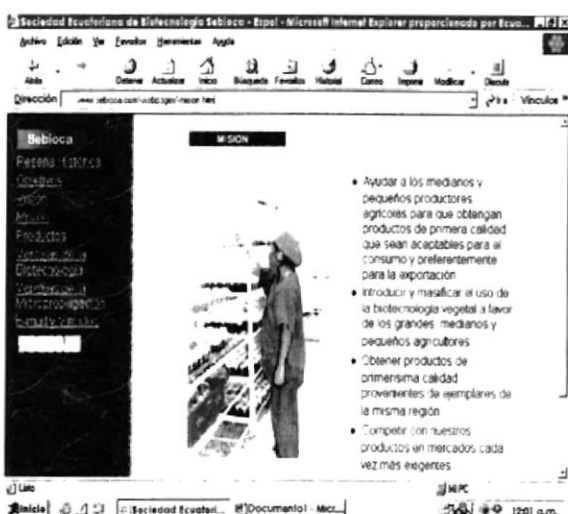 Sociedad Ecuatoriana de Biotecnología Sebioca - Espol - Microsoft Internet Explorer proporcionado por Ecua...
Archivo Edición Ver Favoritos Herramientas Ayuda
Atrás Detener Actualizar Inicio Búsqueda Favoritos Historial Correo Imprimir Modificar Discutir
Dirección Ir a Vínculos »
Sebioca
Reseña Histórica
Objetivos
Visión
Misión
Productos
Biotecnología
Micropropagación
MISION
• Ayudar a los medianos y
pequeños productores
agrícolas para que obtengan
productos de primera calidad
que sean aceptables para el
consumo y preferentemente
para la exportación
• Introducir y masificar el uso de
la biotecnología vegetal a favor
de los grandes medianos y
pequeños agricultores
• Obtener productos de
primerísima calidad
provenientes de ejemplares de
la misma región
• Competir con nuestros
productos en mercados cada
vez más exigentes
Listo Mi PC
Inicio Sociedad Ecuatori... Documento1 - Micr... 12:01 a.m.